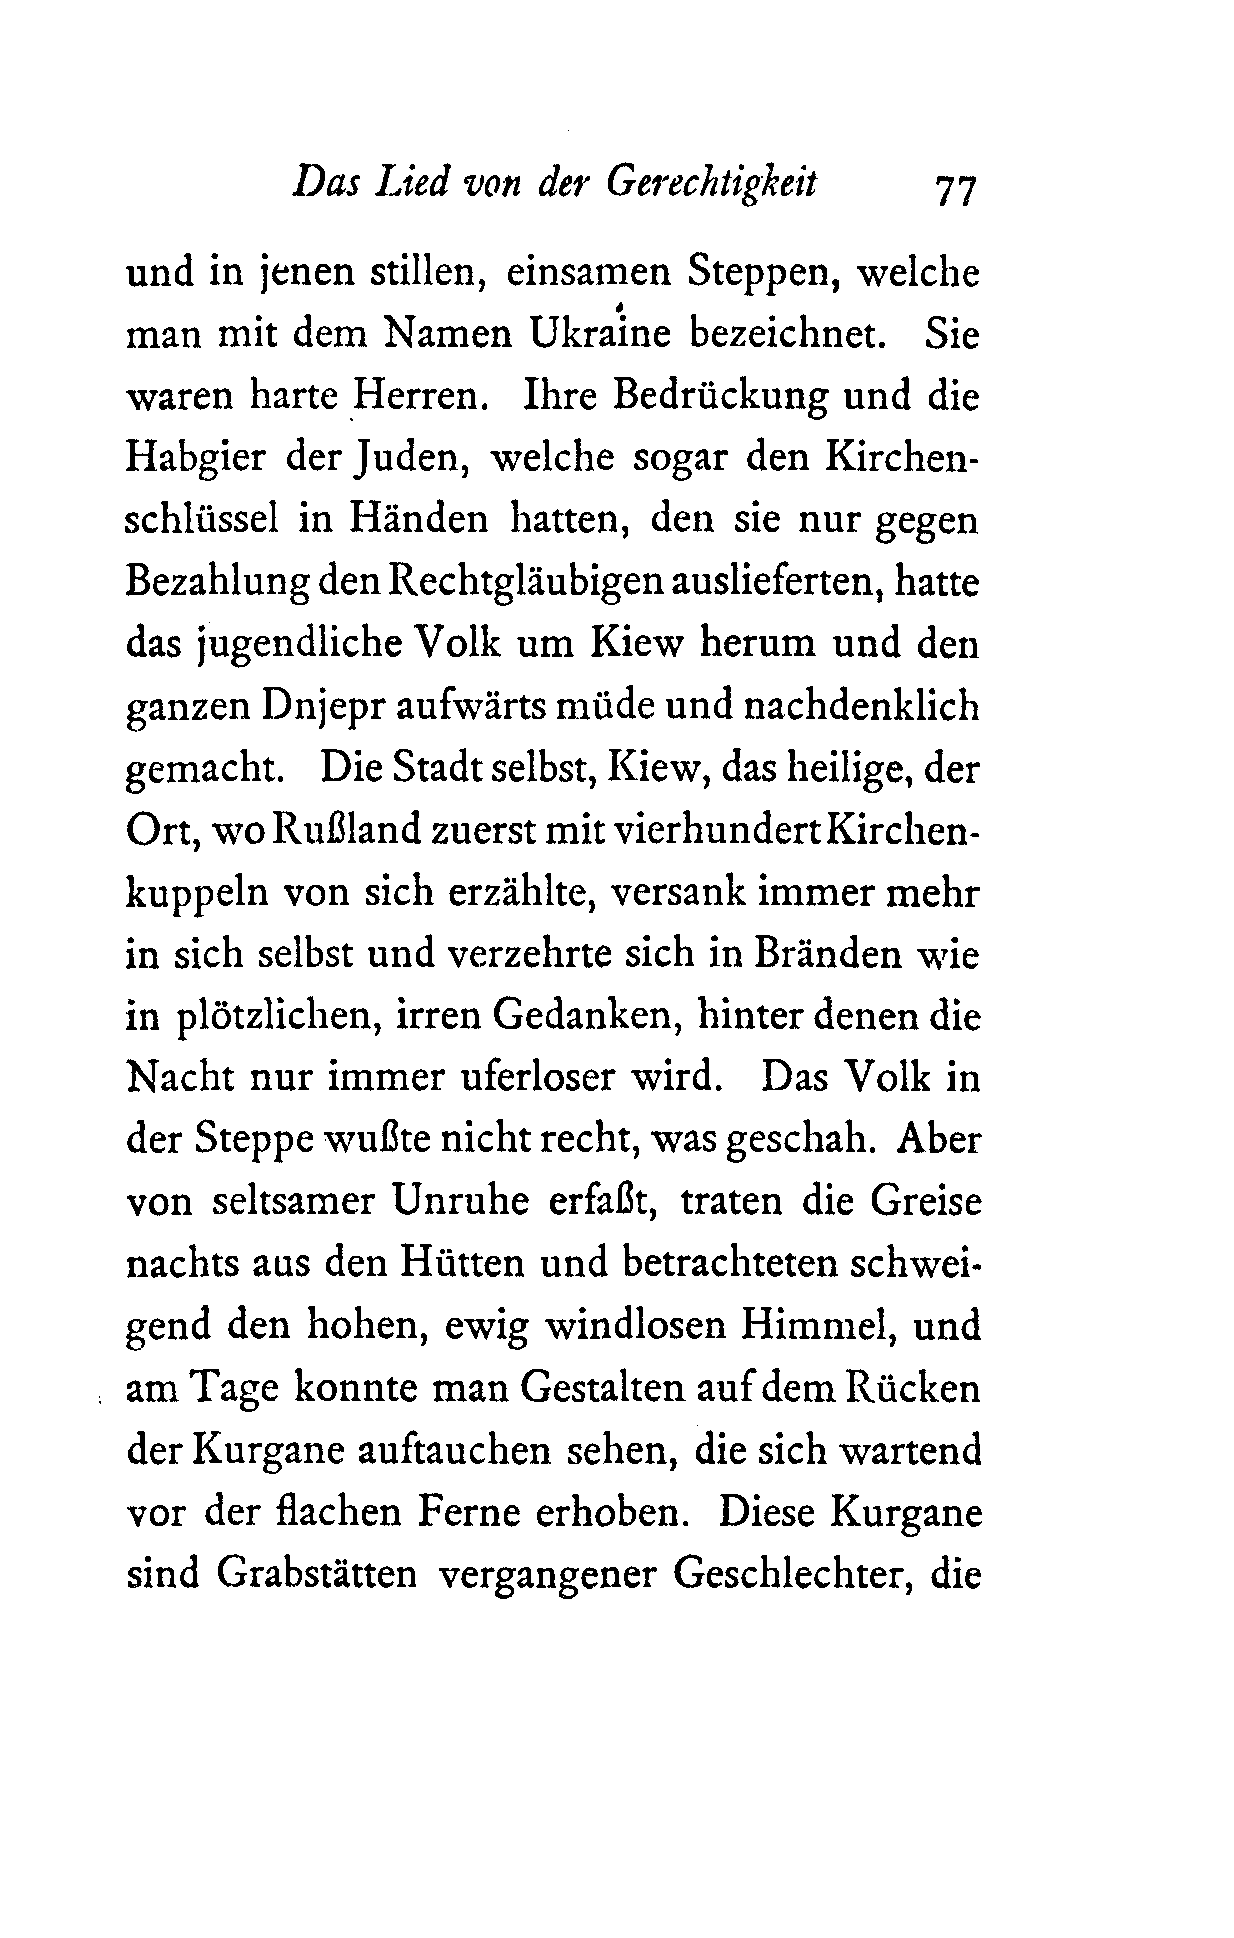 Das Lied von der Gerechtigkeit 77
und in jenen stillen, einsamen Steppen, welche
man mit dem Namen Ukraine bezeichnet. Sie
waren harte Herren. Ihre Bedrückung und die
Habgier der Juden, welche sogar den Kirchen-
schlüssel in Händen hatten, den sie nur gegen
Bezahlung den Rechtgläubigen auslieferten, hatte
das jugendliche Volk um Kiew herum und den
ganzen Dnjepr aufwärts müde und nachdenklich
gemacht. Die Stadt selbst, Kiew, das heilige, der
Ort, wo Rußland zuerst mit vierhundert Kirchen-
kuppeln von sich erzählte, versank immer mehr
in sich selbst und verzehrte sich in Bränden wie
in plötzlichen, irren Gedanken, hinter denen die
Nacht nur immer uferloser wird. Das Volk in
der Steppe wußte nicht recht, was geschah. Aber
von seltsamer Unruhe erfaßt, traten die Greise
nachts aus den Hütten und betrachteten schwei-
gend den hohen, ewig windlosen Himmel, und
am Tage konnte man Gestalten auf dem Rücken
der Kurgane auftauchen sehen, die sich wartend
vor der flachen Ferne erhoben. Diese Kurgane
sind Grabstätten vergangener Geschlechter, die